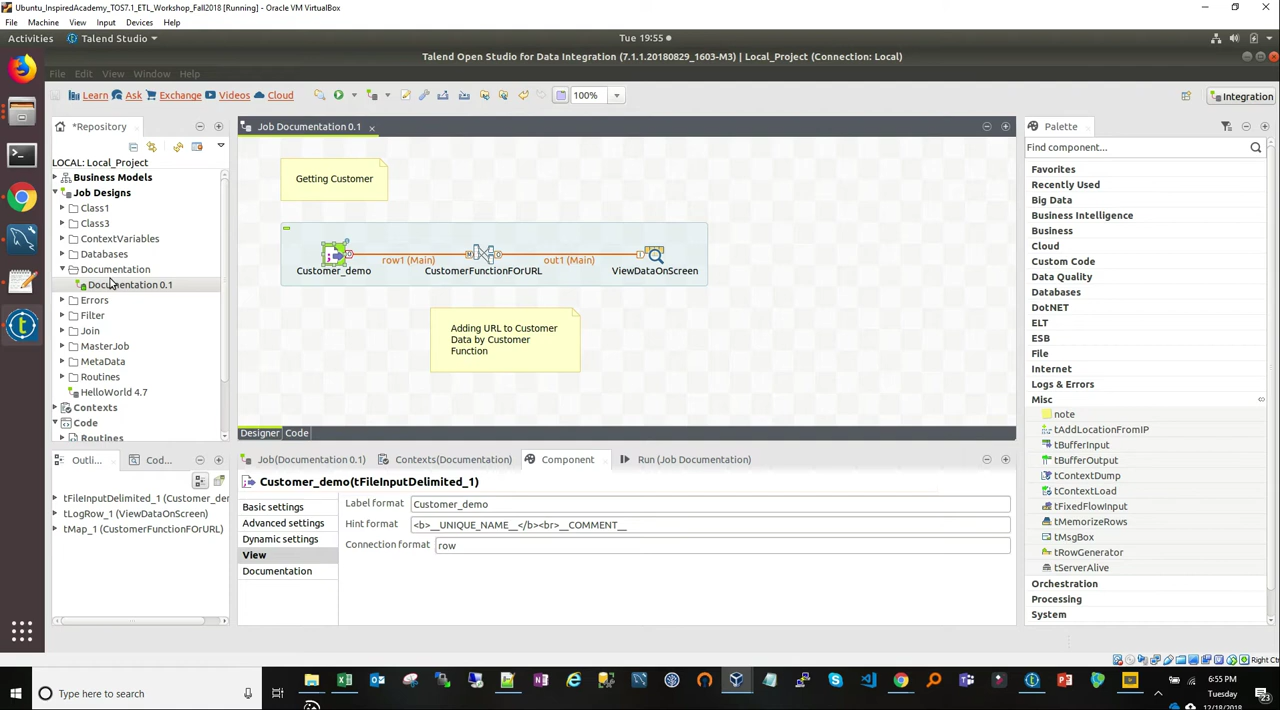 Ubuntu_InspiredAcademy_TOS7.1_ETL_Workshop_Fall2018 [Running] - Oracle VM VirtualBox
File Machine View Input Devices Help
Activities Talend Studio Tue 19:55
Talend Open Studio for Data Integration (7.1.1.20180829_1603-M3) | Local_Project (Connection: Local)
File Edit View Window Help
Learn Ask Exchange Videos Cloud 100% Integration
*Repository
LOCAL: Local_Project
Business Models
Job Designs
Class1
Class3
ContextVariables
Databases
Documentation
Documentation 0.1
Errors
Filter
Join
MasterJob
MetaData
Routines
HelloWorld 4.7
Contexts
Code
Routines
Outli... Cod...
tFileInputDelimited_1 (Customer_der
tLogRow_1 (ViewDataOnScreen)
tMap_1 (CustomerFunctionFOrURL)
Job Documentation 0.1
Getting Customer
row1 (Main) out1 (Main)
Customer_demo CustomerFunctionFOrURL ViewDataOnScreen
Adding URL to Customer
Data by Customer
Function
Designer Code
Job(Documentation 0.1) Contexts(Documentation) Component Run (Job Documentation)
Customer_demo(tFileInputDelimited_1)
Basic settings
Advanced settings
Dynamic settings
View
Documentation
Label format Customer_demo
Hint format <b>__UNIQUE_NAME__</b><br>__COMMENT__
Connection format row
Palette
Find component...
Favorites
Recently Used
Big Data
Business Intelligence
Business
Cloud
Custom Code
Data Quality
Databases
DotNET
ELT
ESB
File
Internet
Logs & Errors
Misc
note
tAddLocationFromIP
tBufferInput
tBufferOutput
tContextDump
tContextLoad
tFixedFlowInput
tMemorizeRows
tMsgBox
tRowGenerator
tServerAlive
Orchestration
Processing
System
Right Ct
Type here to search
6:55 PM
Tuesday
12/18/2018
23